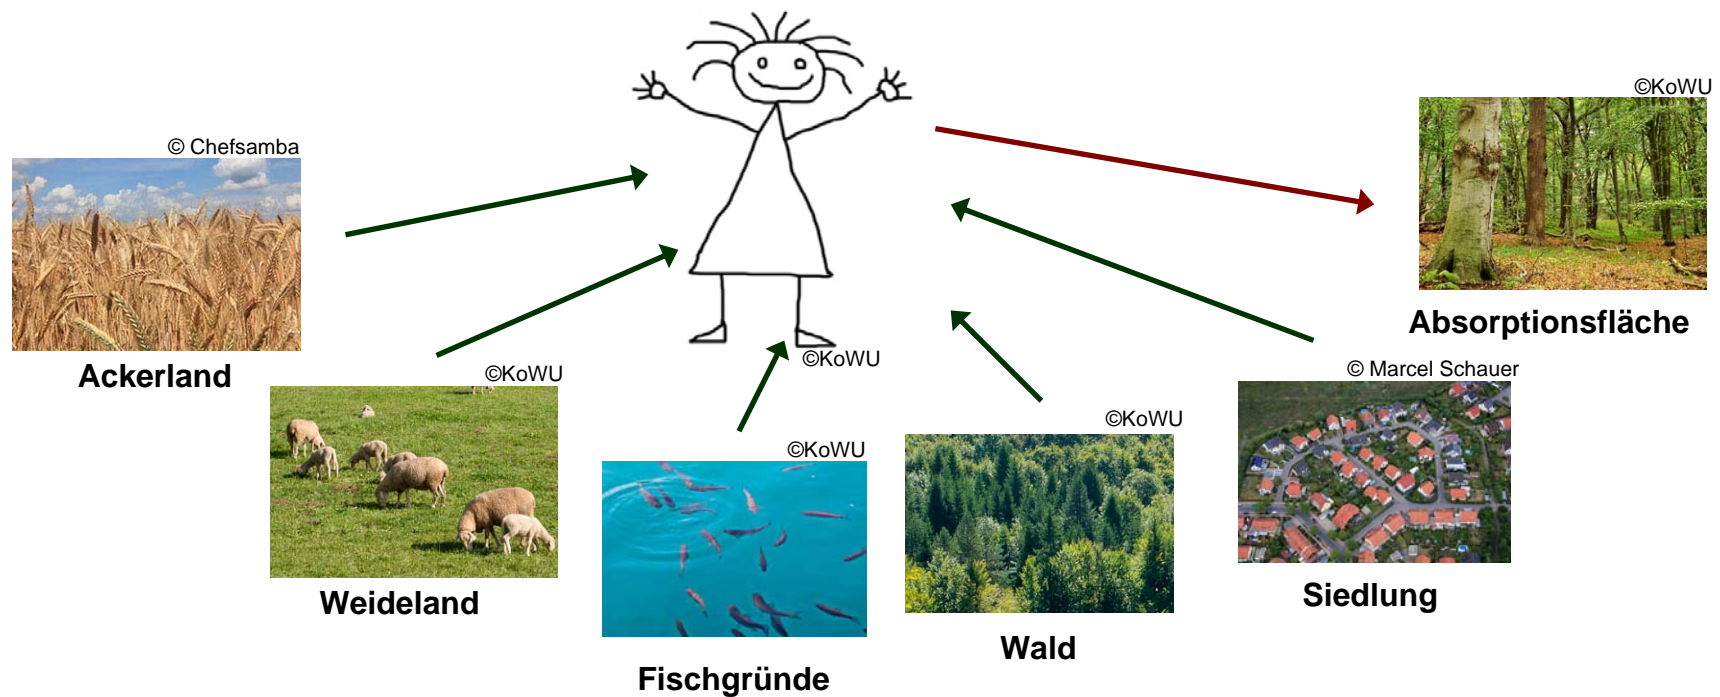 © Chefsamba
Ackerland
©KoWU
Weideland
©KoWU
©KoWU
Fischgründe
©KoWU
Wald
© Marcel Schauer
Siedlung
©KoWU
Absorptionsfläche